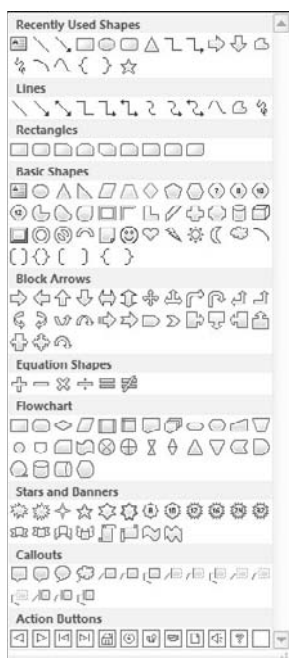 Recently Used Shapes
Lines
Rectangles
Basic Shapes
Block Arrows
Equation Shapes
Flowchart
Stars and Banners
Callouts
Action Buttons